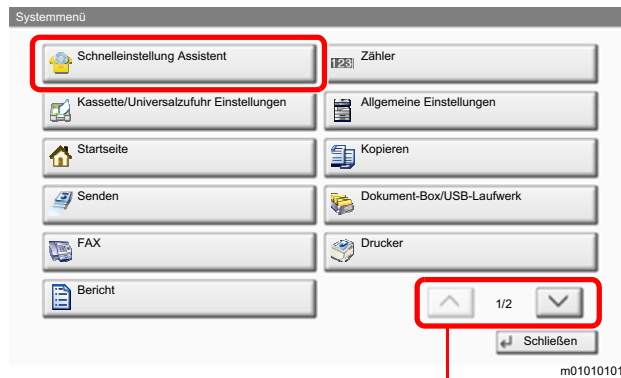 Systemmenü
Schnelleinstellung Assistent
123 Zähler
Kassette/Universalzufuhr Einstellungen
Allgemeine Einstellungen
Startseite
Kopieren
Senden
Dokument-Box/USB-Laufwerk
FAX
Drucker
Bericht
1/2
Schließen
m01010101